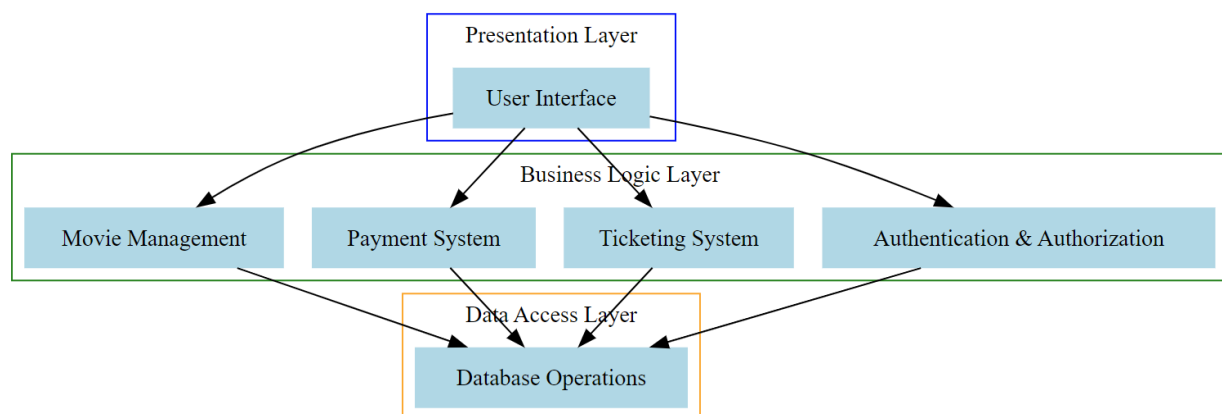 Presentation Layer
User Interface
Business Logic Layer
Movie Management
Payment System
Ticketing System
Authentication & Authorization
Data Access Layer
Database Operations